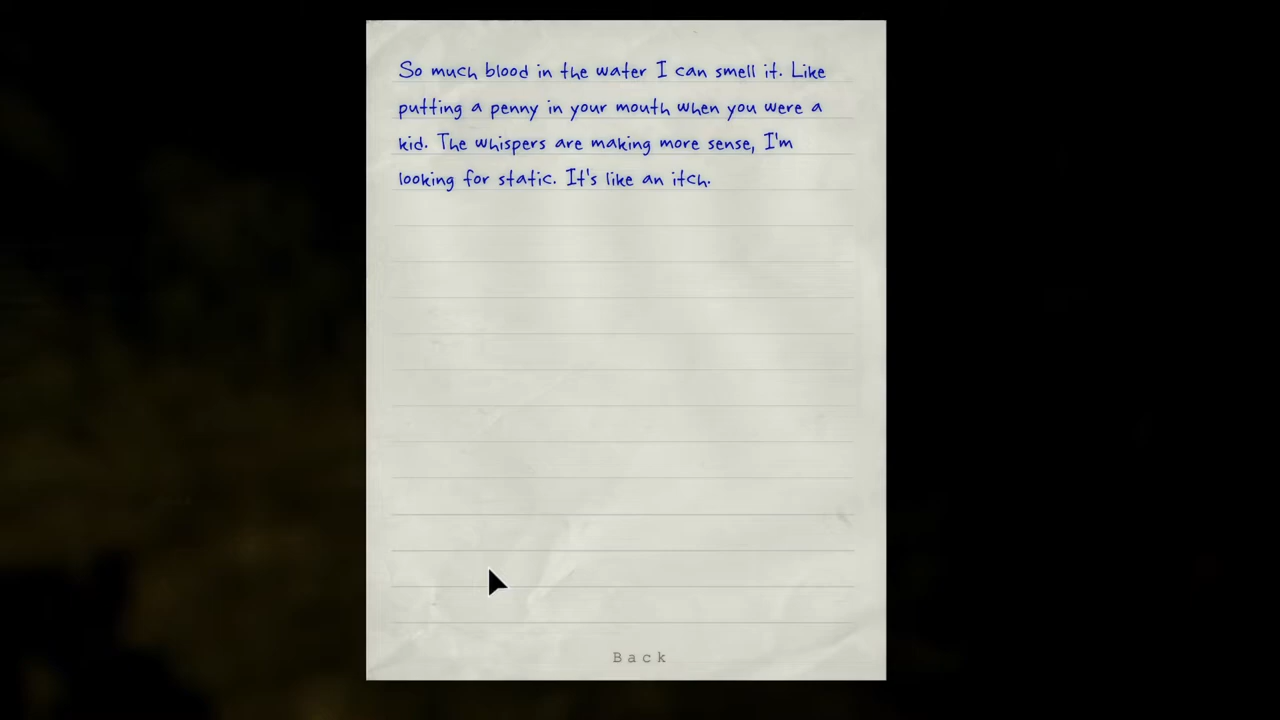 So much blood in the water I can smell it. Like
putting a penny in your mouth when you were a
kid. The whispers are making more sense, I'm
looking for static. It's like an itch.
Back